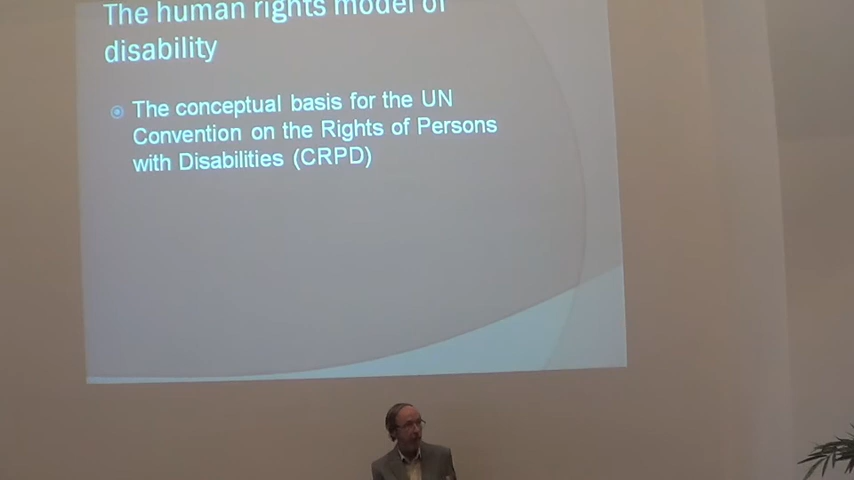 The human rights model of
disability
The conceptual basis for the UN
Convention on the Rights of Persons
with Disabilities (CRPD)